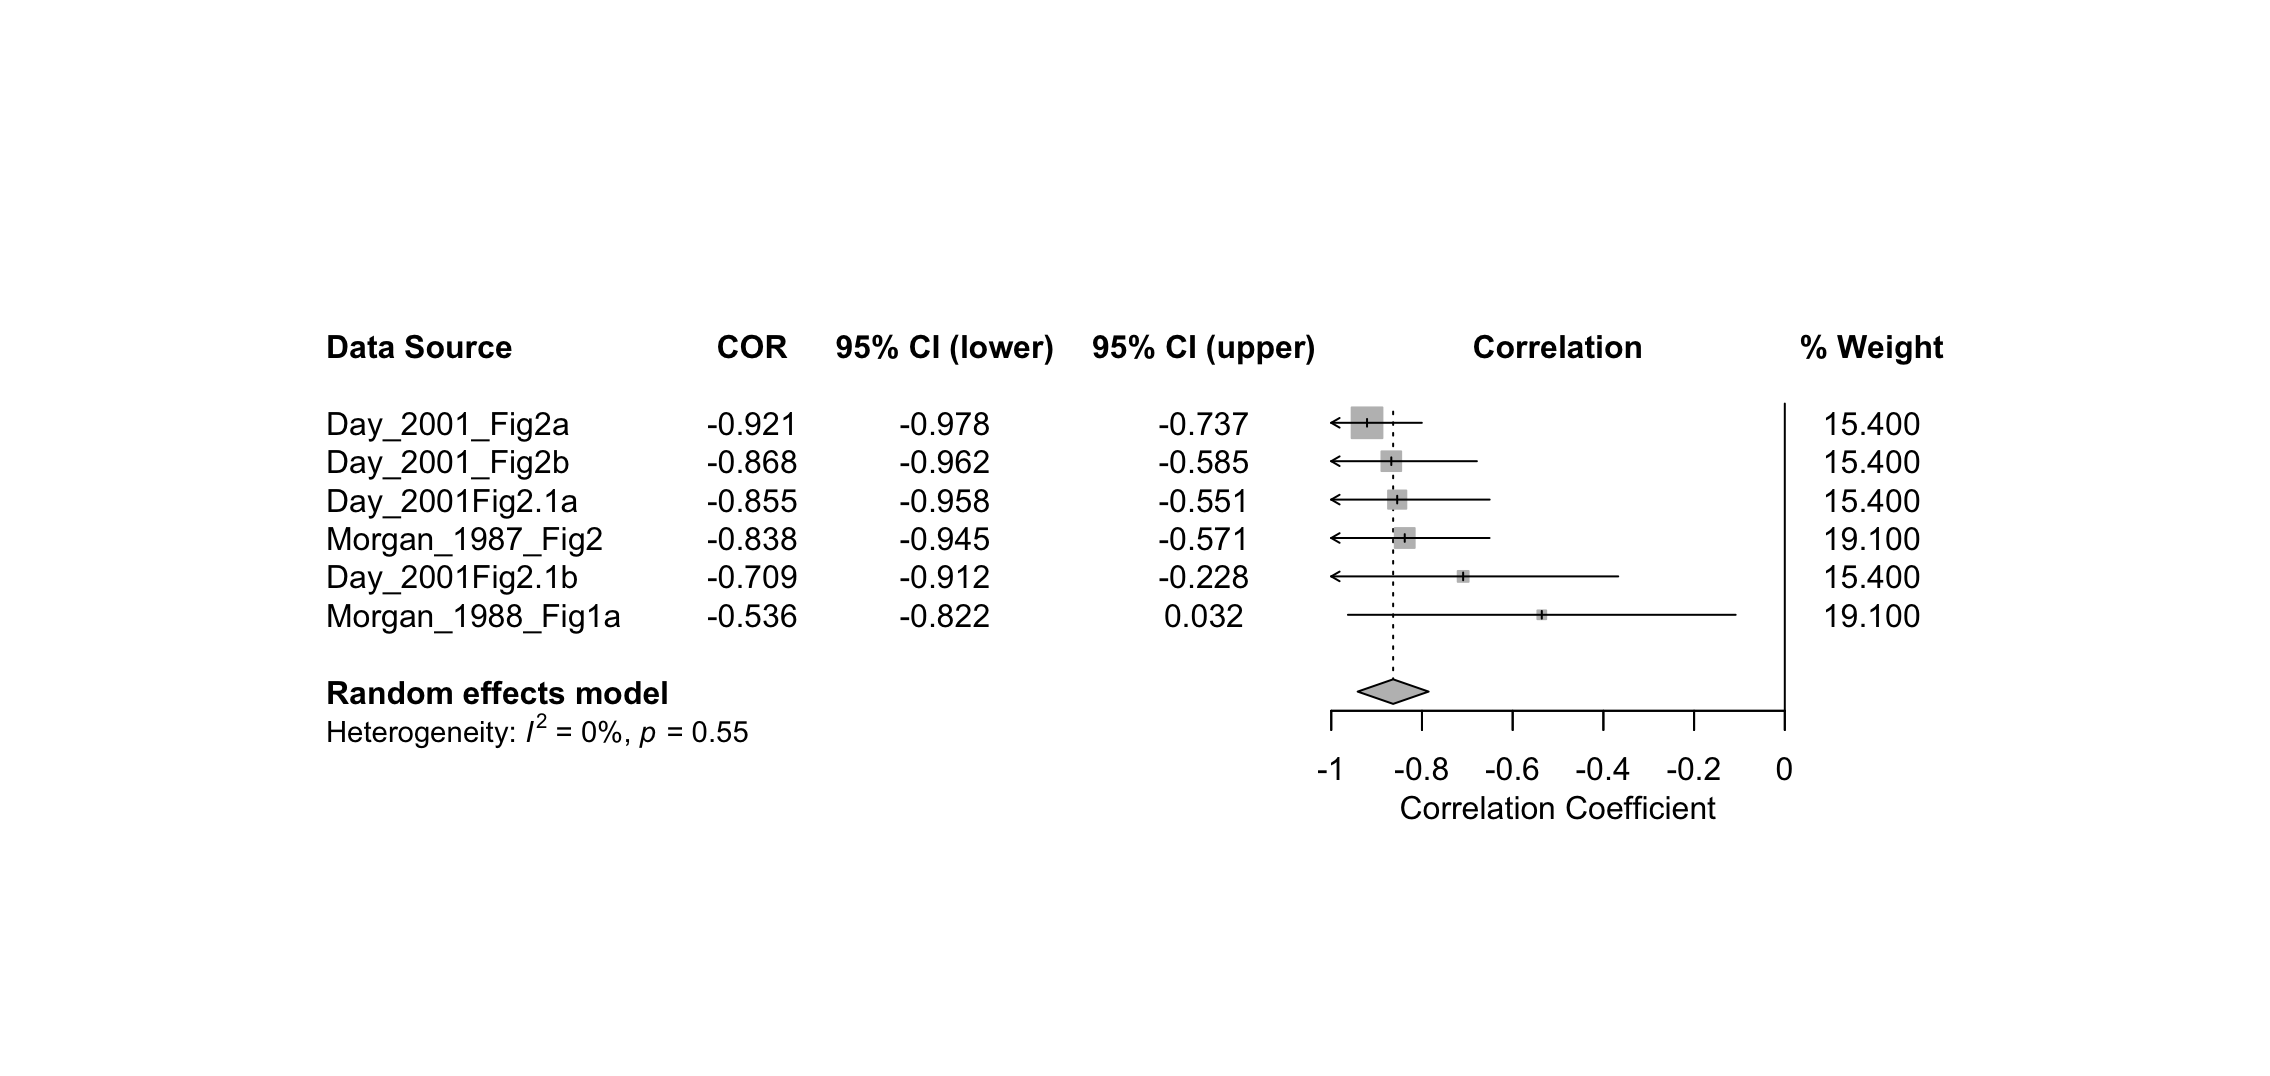 Data Source COR 95% CI (lower) 95% CI (upper) Correlation % Weight
Day_2001_Fig2a -0.921 -0.978 -0.737 15.400
Day_2001_Fig2b -0.868 -0.962 -0.585 15.400
Day_2001Fig2.1a -0.855 -0.958 -0.551 15.400
Morgan_1987_Fig2 -0.838 -0.945 -0.571 19.100
Day_2001Fig2.1b -0.709 -0.912 -0.228 15.400
Morgan_1988_Fig1a -0.536 -0.822 0.032 19.100
Random effects model
Heterogeneity: I² = 0%, p = 0.55
-1 -0.8 -0.6 -0.4 -0.2 0
Correlation Coefficient